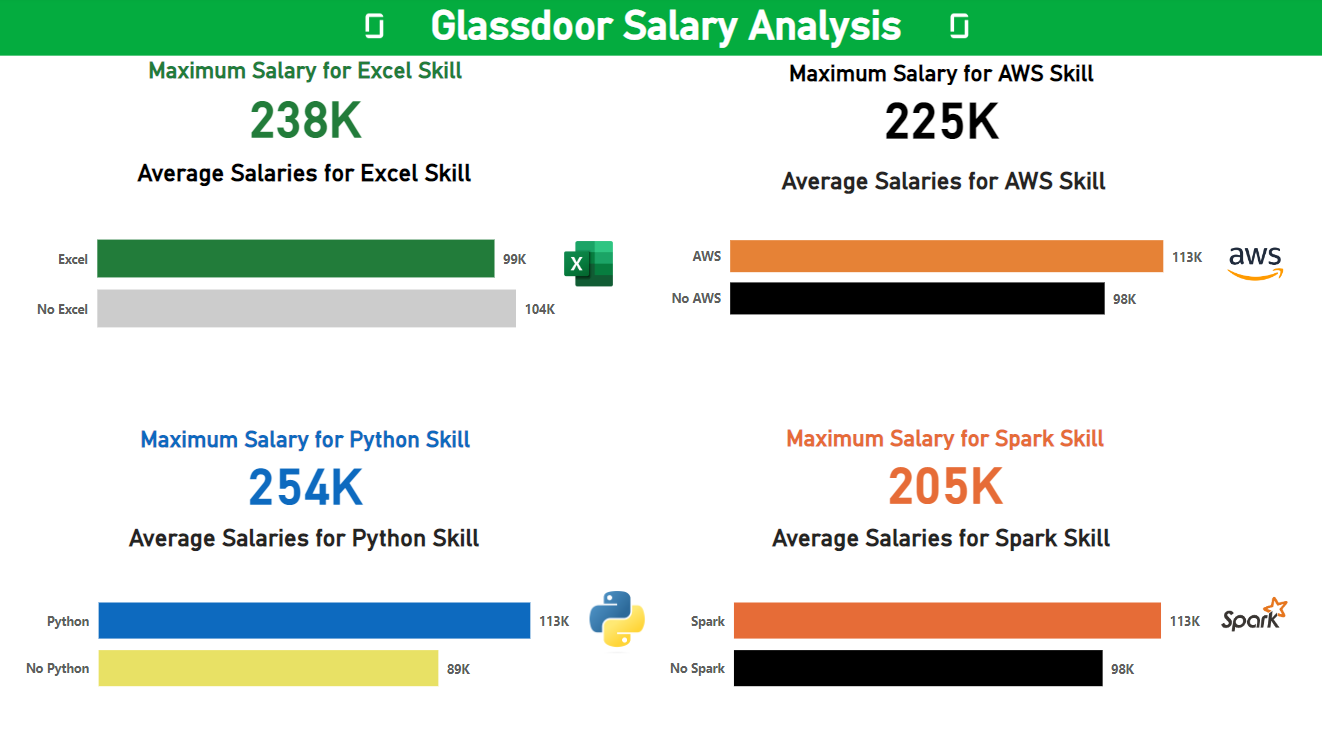 Glassdoor Salary Analysis
Maximum Salary for Excel Skill
238K
Average Salaries for Excel Skill
Excel
99K
X
No Excel
104K
Maximum Salary for AWS Skill
225K
Average Salaries for AWS Skill
AWS
113K
aws
No AWS
98K
Maximum Salary for Python Skill
254K
Average Salaries for Python Skill
Python
113K
No Python
89K
Maximum Salary for Spark Skill
205K
Average Salaries for Spark Skill
Spark
113K
Spark
No Spark
98K